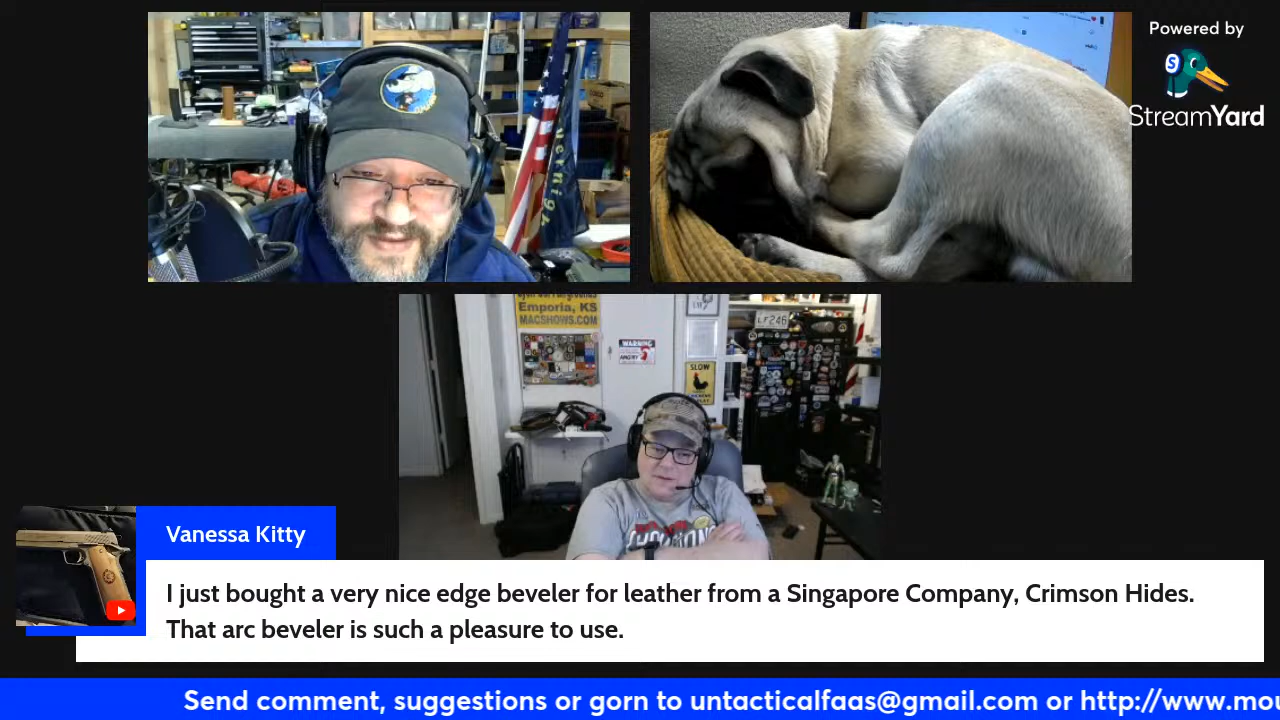 Powered by
StreamYard
Emporia, KS
MACSHOWS.COM
WARNING
LF246
SLOW
Vanessa Kitty
I just bought a very nice edge beveler for leather from a Singapore Company, Crimson Hides.
That arc beveler is such a pleasure to use.
Send comment, suggestions or gorn to untacticalfaas@gmail.com or http://www.mou